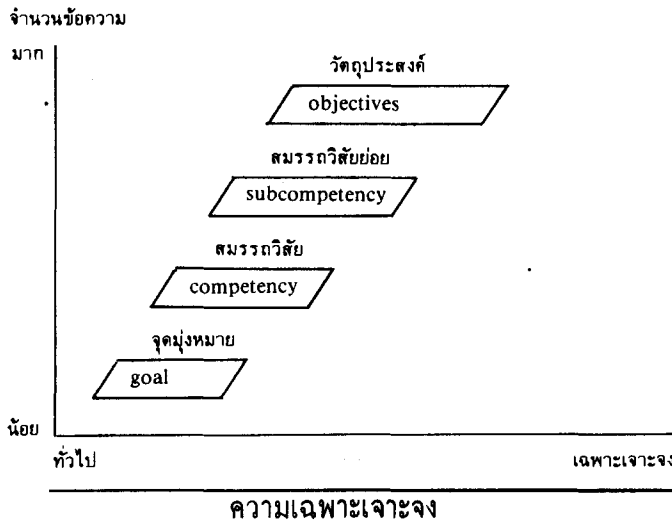 จำนวนข้อความ
มาก
วัตถุประสงค์
objectives
สมรรถวิสัยย่อย
subcompetency
สมรรถวิสัย
competency
จุดมุ่งหมาย
goal
น้อย
ทั่วไป
เฉพาะเจาะจง
ความเฉพาะเจาะจง